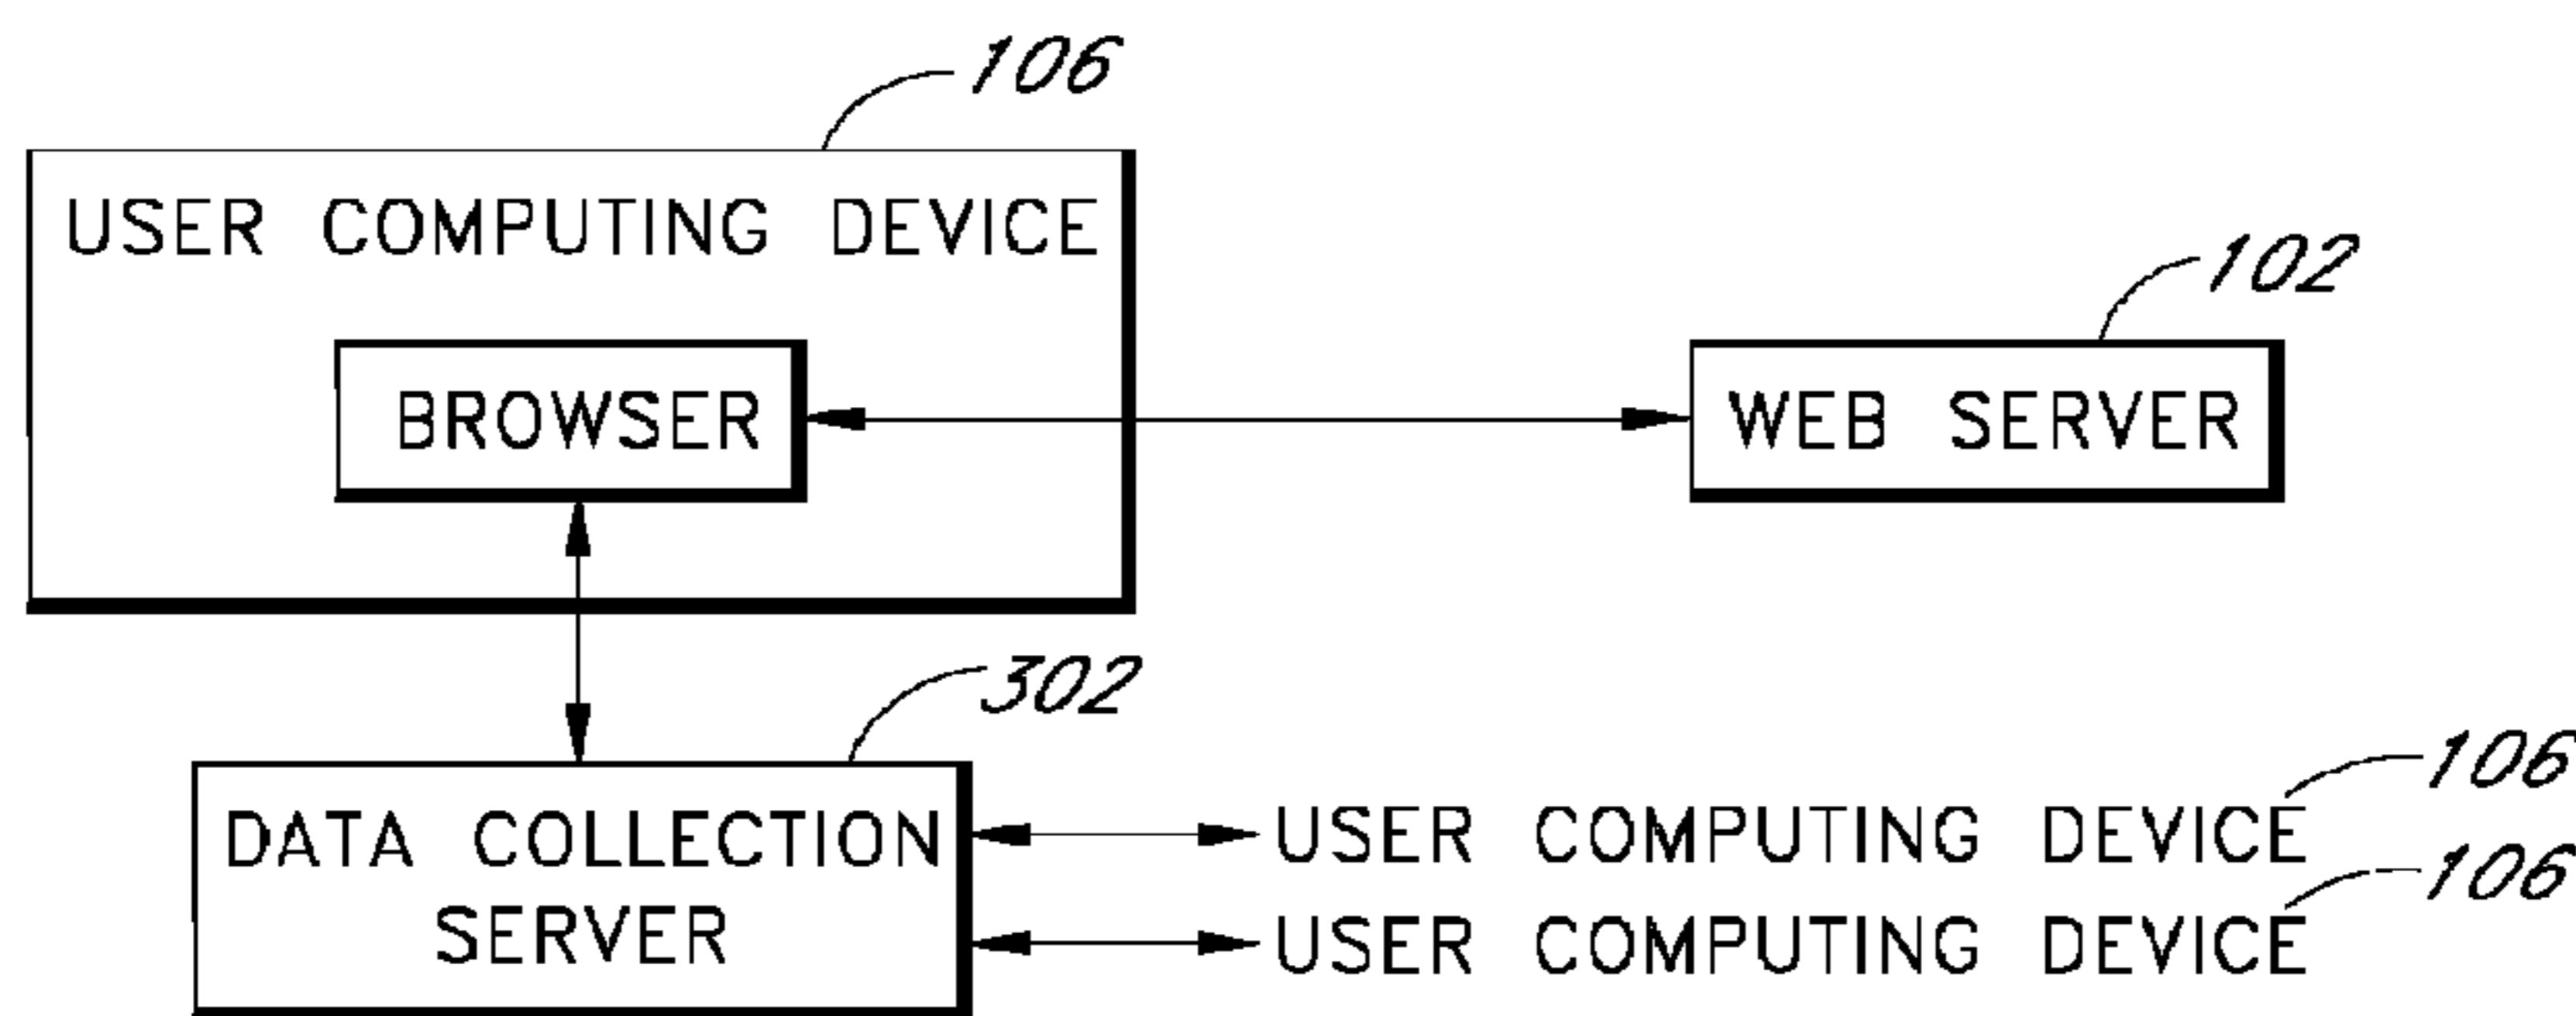 106
USER COMPUTING DEVICE
102
BROWSER
WEB SERVER
302
106
DATA COLLECTION
SERVER
USER COMPUTING DEVICE
106
USER COMPUTING DEVICE